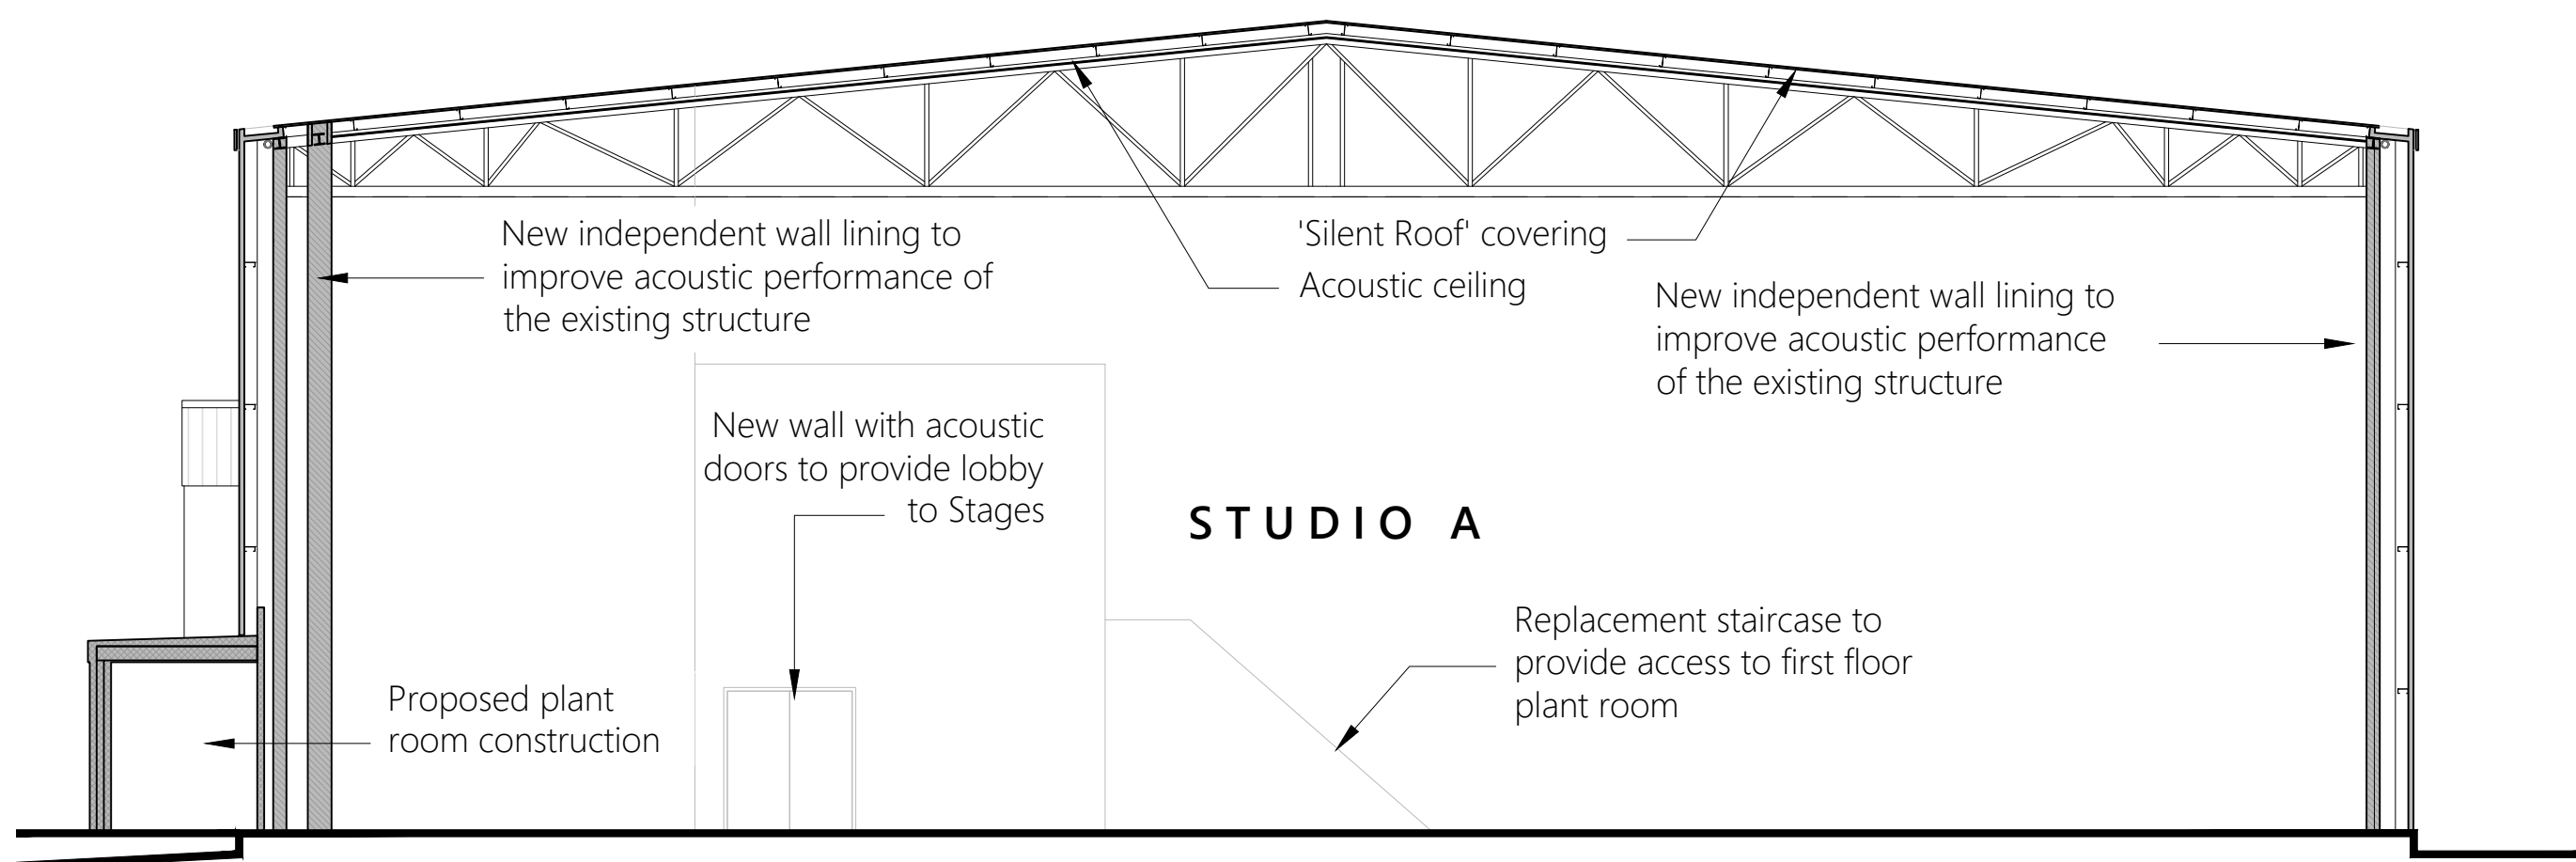 New independent wall lining to
improve acoustic performance of
the existing structure
'Silent Roof' covering
Acoustic ceiling
New independent wall lining to
improve acoustic performance
of the existing structure
New wall with acoustic
doors to provide lobby
to Stages
STUDIO A
Replacement staircase to
provide access to first floor
plant room
Proposed plant
room construction